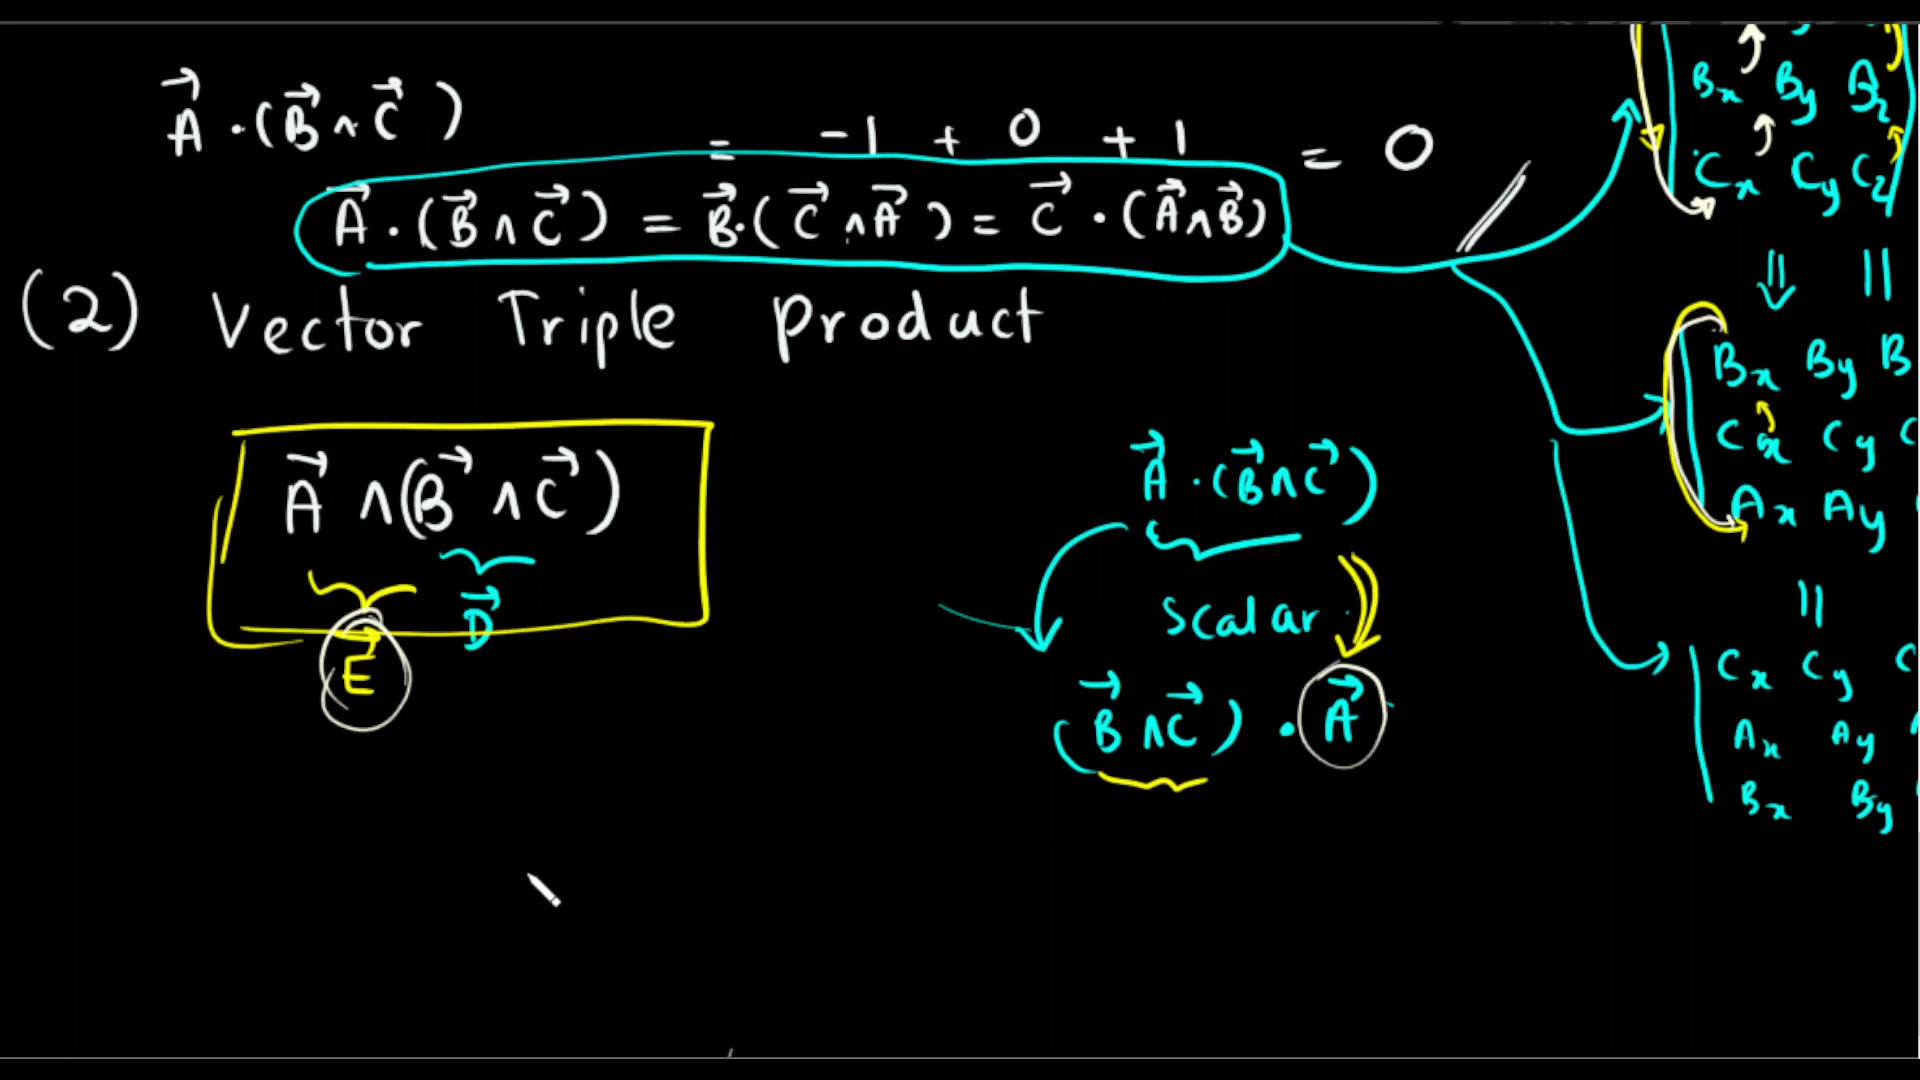 A⃗ · (B⃗ ∧ C⃗)
= -1 + 0 + 1 = 0
A⃗ · (B⃗ ∧ C⃗) = B⃗ · (C⃗ ∧ A⃗) = C⃗ · (A⃗ ∧ B⃗)
(2) Vector Triple product
A⃗ ∧ (B⃗ ∧ C⃗)
D⃗
E⃗
A⃗ · (B⃗ ∧ C⃗)
scalar
(B⃗ ∧ C⃗) · A⃗
Bx By Bz
Cx Cy Cz
⇓ ||
Bx By B
Cx Cy C
Ax Ay
||
Cx Cy C
Ax Ay
Bx By